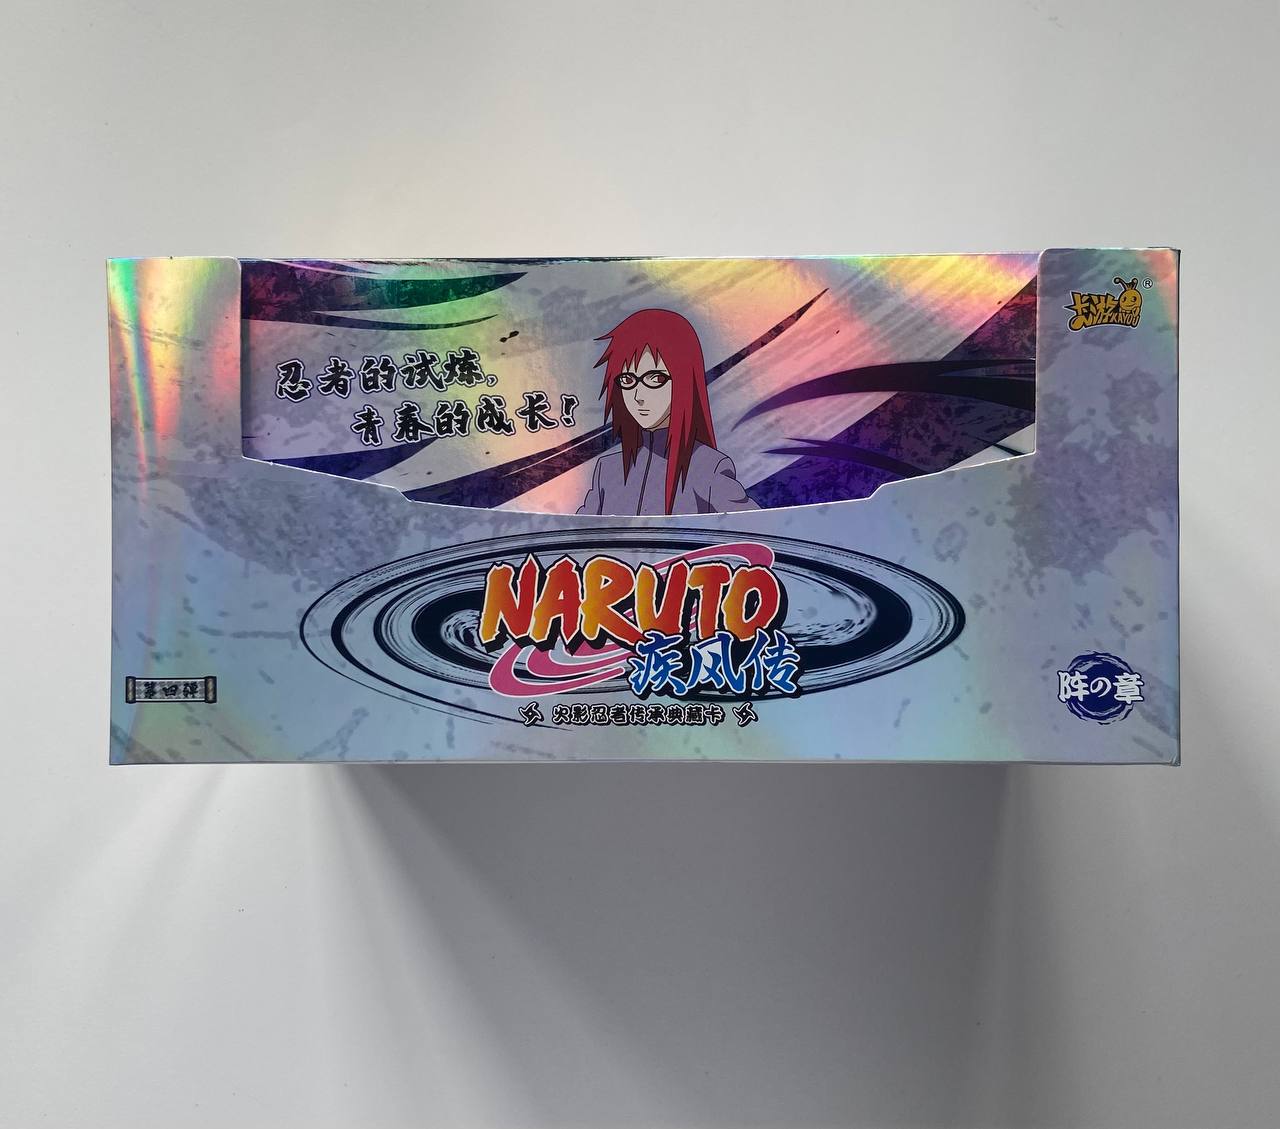 忍者的试炼,
青春的成长!
卡游 KAYOU ®
NARUTO
疾风传
第四弹
阵の章
火影忍者传承典藏卡